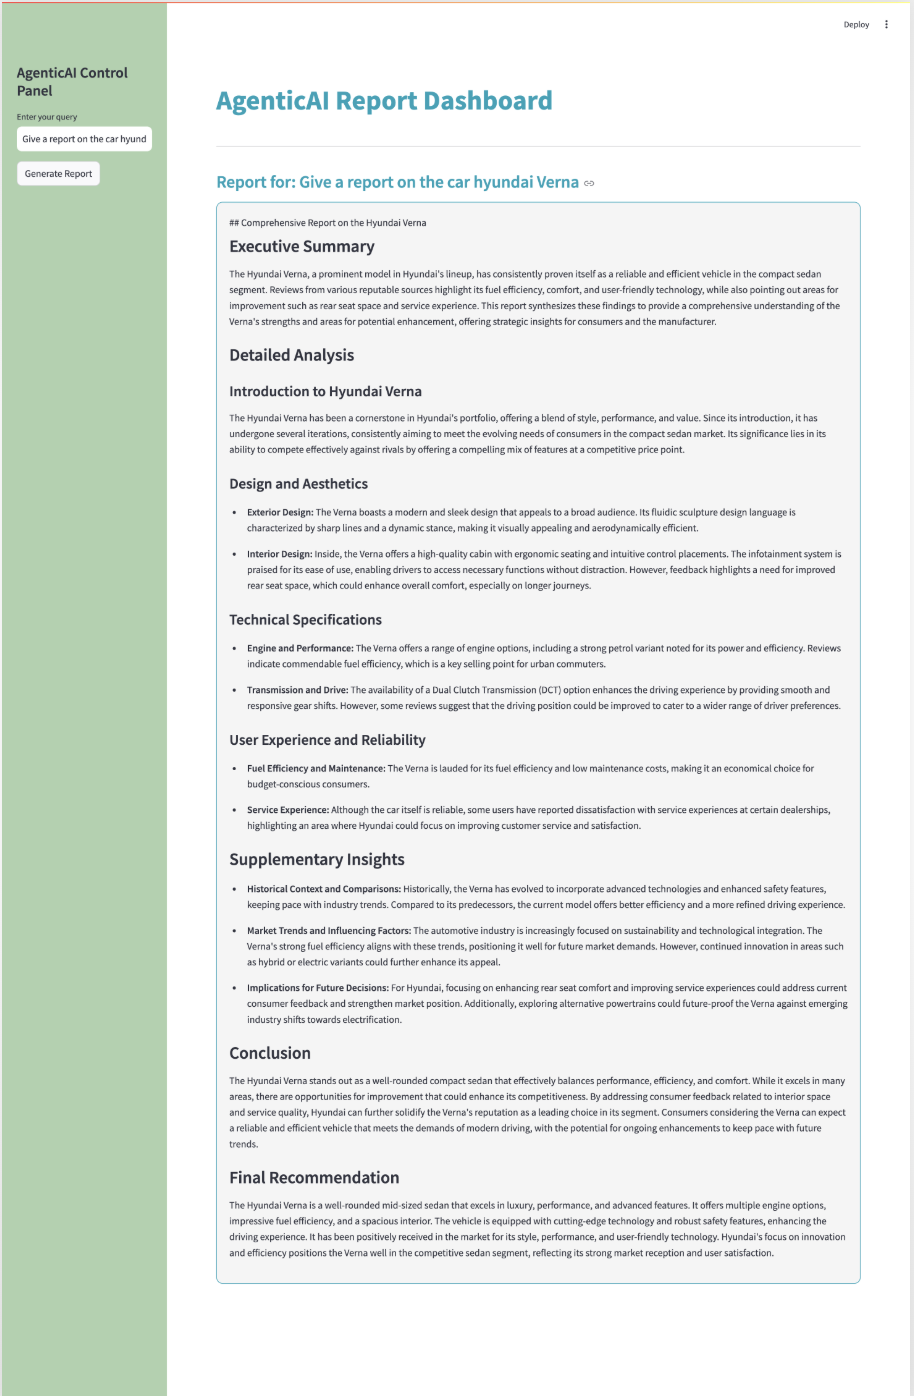 Deploy
AgenticAI Control
Panel
Enter your query
Give a report on the car hyund
Generate Report
AgenticAI Report Dashboard
Report for: Give a report on the car hyundai Verna
## Comprehensive Report on the Hyundai Verna
Executive Summary
The Hyundai Verna, a prominent model in Hyundai's lineup, has consistently proven itself as a reliable and efficient vehicle in the compact sedan
segment. Reviews from various reputable sources highlight its fuel efficiency, comfort, and user-friendly technology, while also pointing out areas for
improvement such as rear seat space and service experience. This report synthesizes these findings to provide a comprehensive understanding of the
Verna's strengths and areas for potential enhancement, offering strategic insights for consumers and the manufacturer.
Detailed Analysis
Introduction to Hyundai Verna
The Hyundai Verna has been a cornerstone in Hyundai's portfolio, offering a blend of style, performance, and value. Since its introduction, it has
undergone several iterations, consistently aiming to meet the evolving needs of consumers in the compact sedan market. Its significance lies in its
ability to compete effectively against rivals by offering a compelling mix of features at a competitive price point.
Design and Aesthetics
• Exterior Design: The Verna boasts a modern and sleek design that appeals to a broad audience. Its fluidic sculpture design language is
characterized by sharp lines and a dynamic stance, making it visually appealing and aerodynamically efficient.
• Interior Design: Inside, the Verna offers a high-quality cabin with ergonomic seating and intuitive control placements. The infotainment system is
praised for its ease of use, enabling drivers to access necessary functions without distraction. However, feedback highlights a need for improved
rear seat space, which could enhance overall comfort, especially on longer journeys.
Technical Specifications
• Engine and Performance: The Verna offers a range of engine options, including a strong petrol variant noted for its power and efficiency. Reviews
indicate commendable fuel efficiency, which is a key selling point for urban commuters.
• Transmission and Drive: The availability of a Dual Clutch Transmission (DCT) option enhances the driving experience by providing smooth and
responsive gear shifts. However, some reviews suggest that the driving position could be improved to cater to a wider range of driver preferences.
User Experience and Reliability
• Fuel Efficiency and Maintenance: The Verna is lauded for its fuel efficiency and low maintenance costs, making it an economical choice for
budget-conscious consumers.
• Service Experience: Although the car itself is reliable, some users have reported dissatisfaction with service experiences at certain dealerships,
highlighting an area where Hyundai could focus on improving customer service and satisfaction.
Supplementary Insights
• Historical Context and Comparisons: Historically, the Verna has evolved to incorporate advanced technologies and enhanced safety features,
keeping pace with industry trends. Compared to its predecessors, the current model offers better efficiency and a more refined driving experience.
• Market Trends and Influencing Factors: The automotive industry is increasingly focused on sustainability and technological integration. The
Verna's strong fuel efficiency aligns with these trends, positioning it well for future market demands. However, continued innovation in areas such
as hybrid or electric variants could further enhance its appeal.
• Implications for Future Decisions: For Hyundai, focusing on enhancing rear seat comfort and improving service experiences could address current
consumer feedback and strengthen market position. Additionally, exploring alternative powertrains could future-proof the Verna against emerging
industry shifts towards electrification.
Conclusion
The Hyundai Verna stands out as a well-rounded compact sedan that effectively balances performance, efficiency, and comfort. While it excels in many
areas, there are opportunities for improvement that could enhance its competitiveness. By addressing consumer feedback related to interior space
and service quality, Hyundai can further solidify the Verna's reputation as a leading choice in its segment. Consumers considering the Verna can expect
a reliable and efficient vehicle that meets the demands of modern driving, with the potential for ongoing enhancements to keep pace with future
trends.
Final Recommendation
The Hyundai Verna is a well-rounded mid-sized sedan that excels in luxury, performance, and advanced features. It offers multiple engine options,
impressive fuel efficiency, and a spacious interior. The vehicle is equipped with cutting-edge technology and robust safety features, enhancing the
driving experience. It has been positively received in the market for its style, performance, and user-friendly technology. Hyundai's focus on innovation
and efficiency positions the Verna well in the competitive sedan segment, reflecting its strong market reception and user satisfaction.